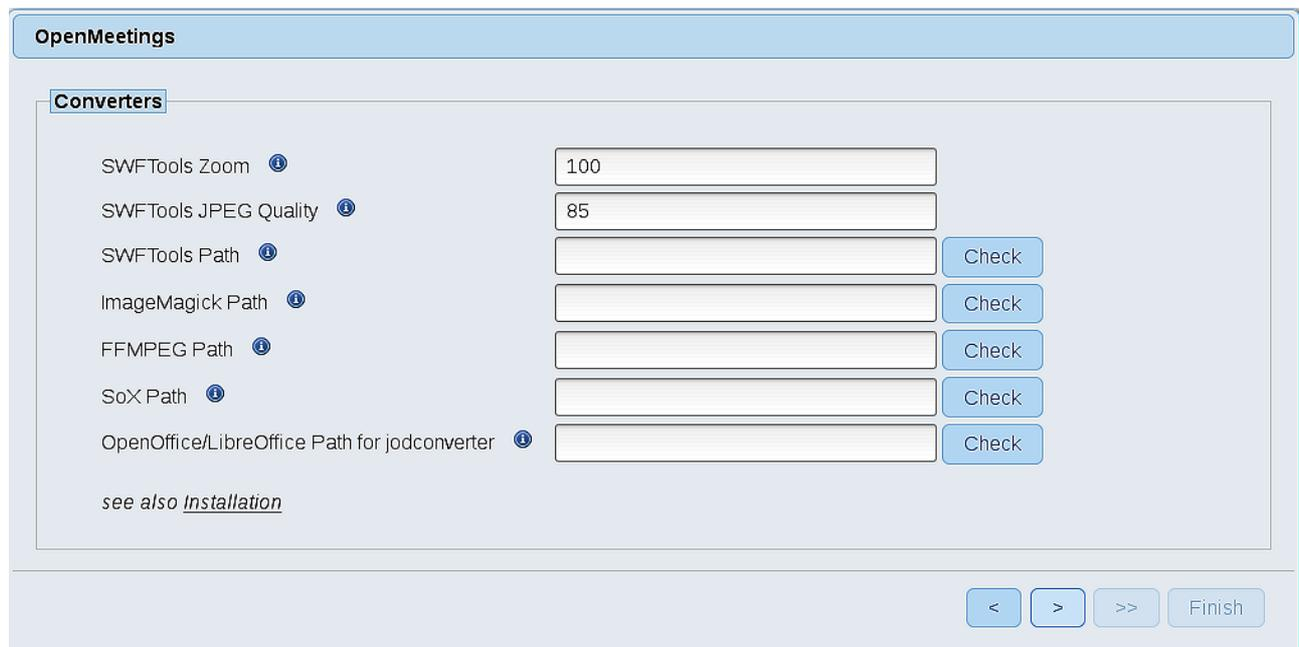 OpenMeetings
Converters
SWFTools Zoom 100
SWFTools JPEG Quality 85
SWFTools Path Check
ImageMagick Path Check
FFMPEG Path Check
SoX Path Check
OpenOffice/LibreOffice Path for jodconverter Check
see also Installation
< > >> Finish